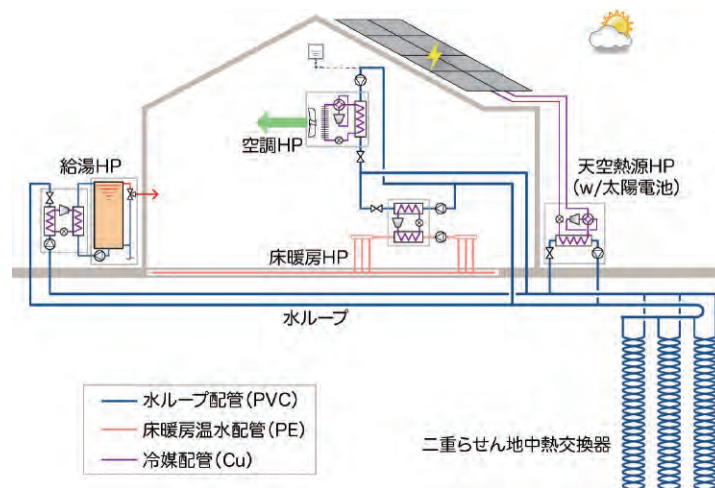 空調HP
給湯HP
天空熱源HP
(w/太陽電池)
床暖房HP
水ループ
水ループ配管(PVC)
床暖房温水配管(PE)
冷媒配管(Cu)
二重らせん地中熱交換器